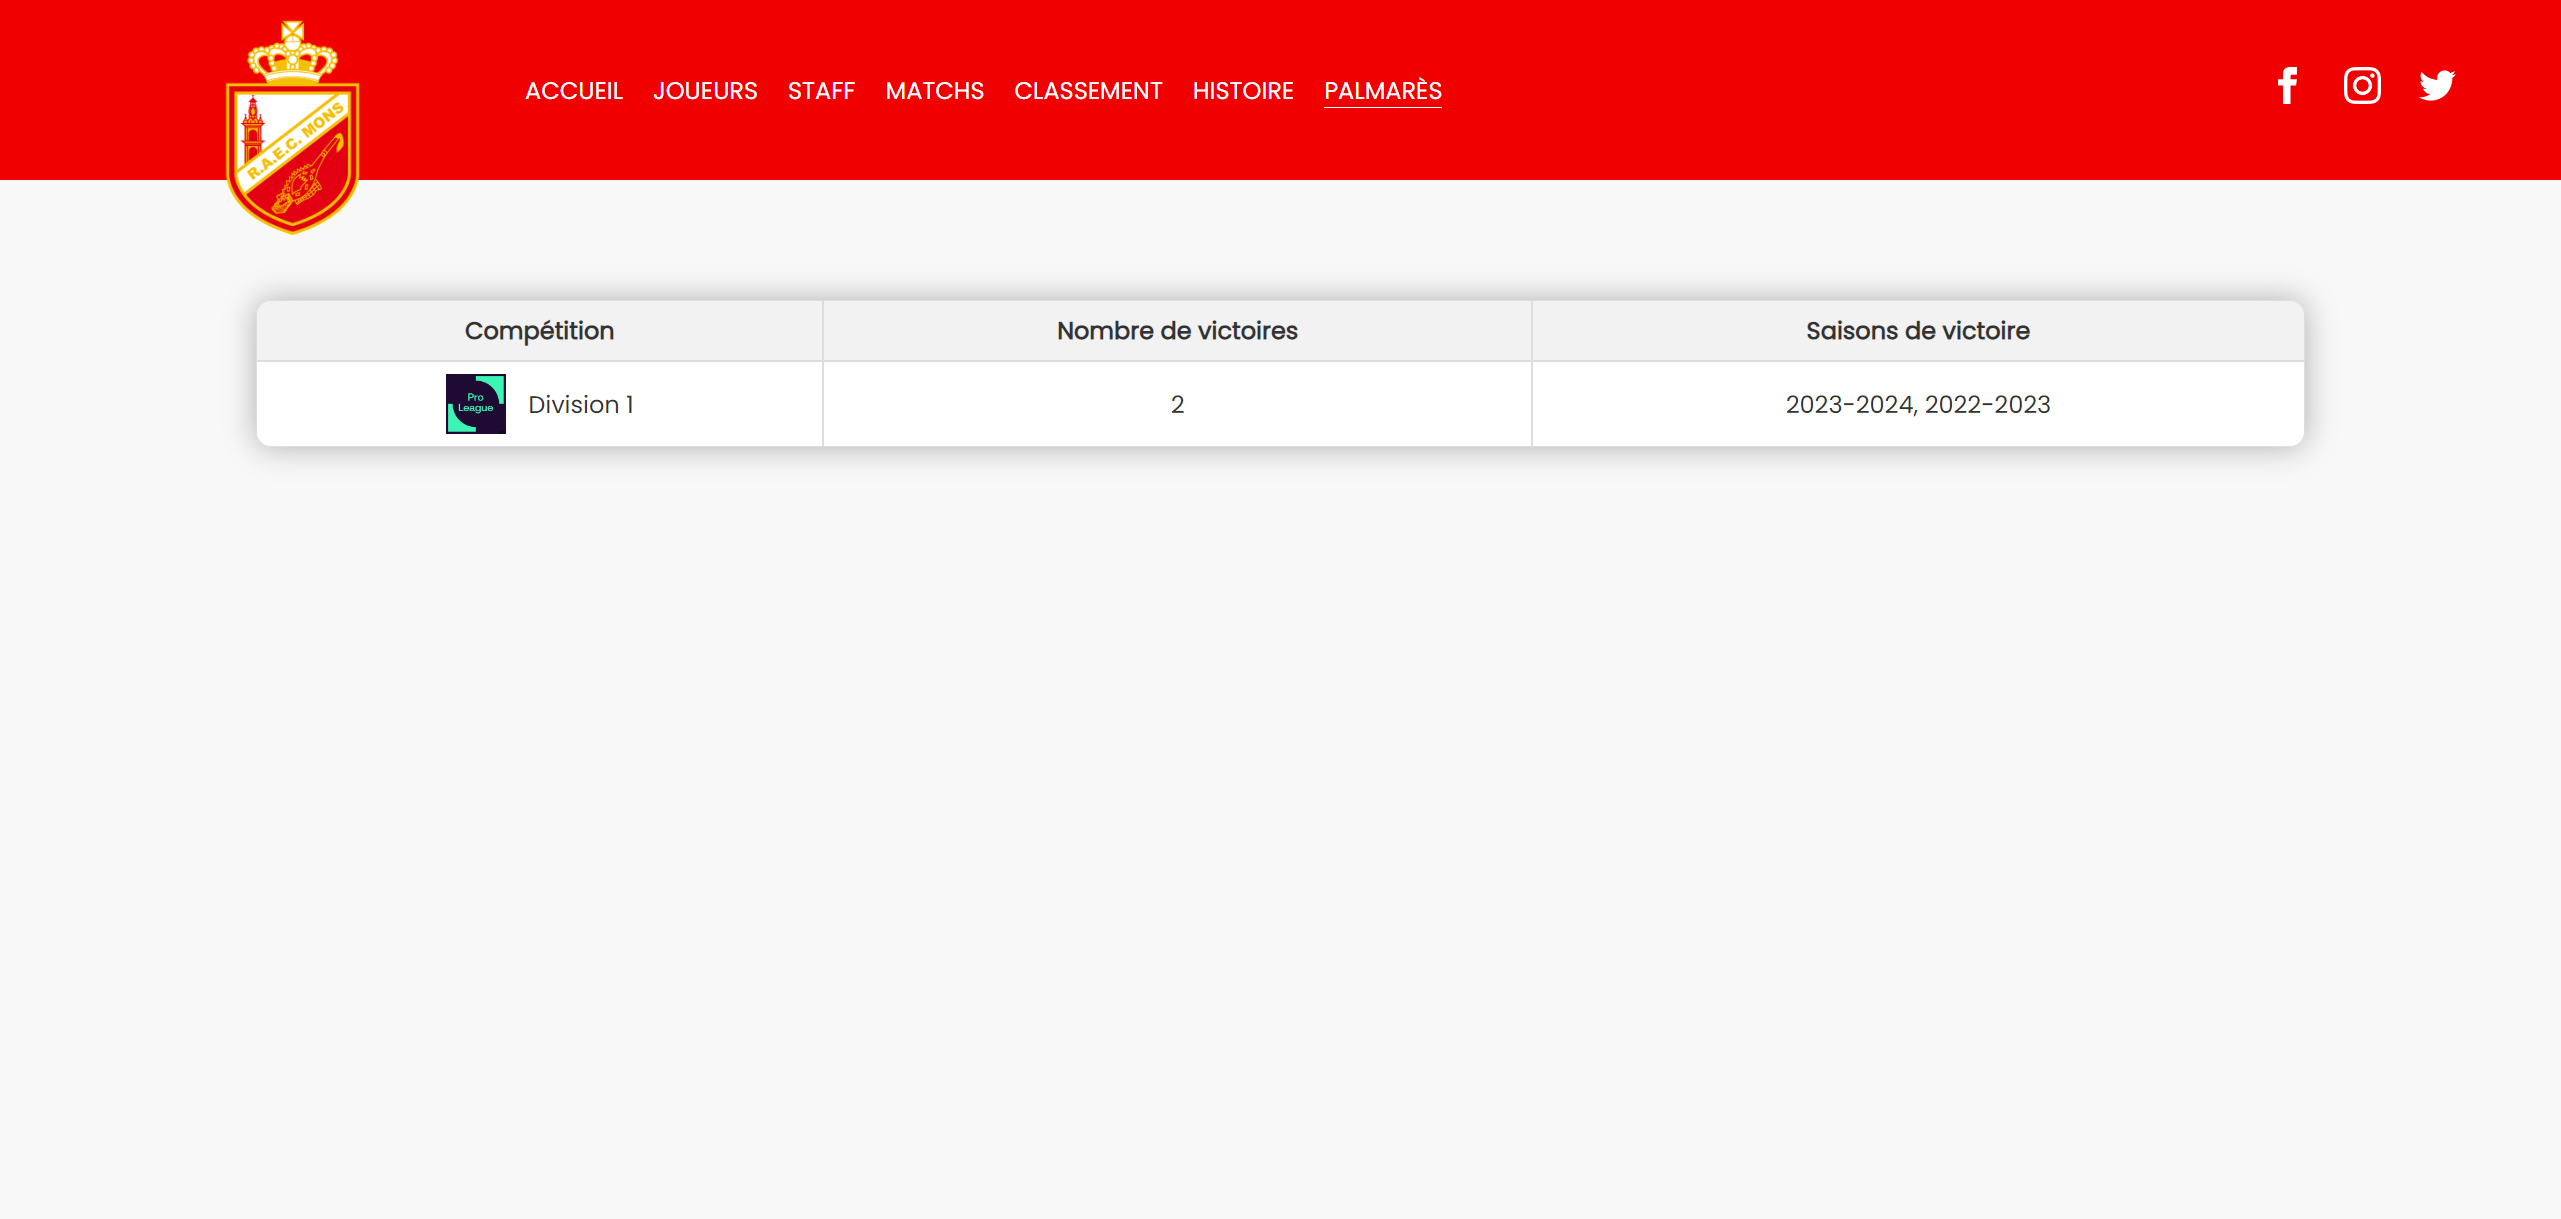 R.A.E.C. MONS
ACCUEIL JOUEURS STAFF MATCHS CLASSEMENT HISTOIRE PALMARÈS
Compétition Nombre de victoires Saisons de victoire
Pro
League
Division 1 2 2023-2024, 2022-2023